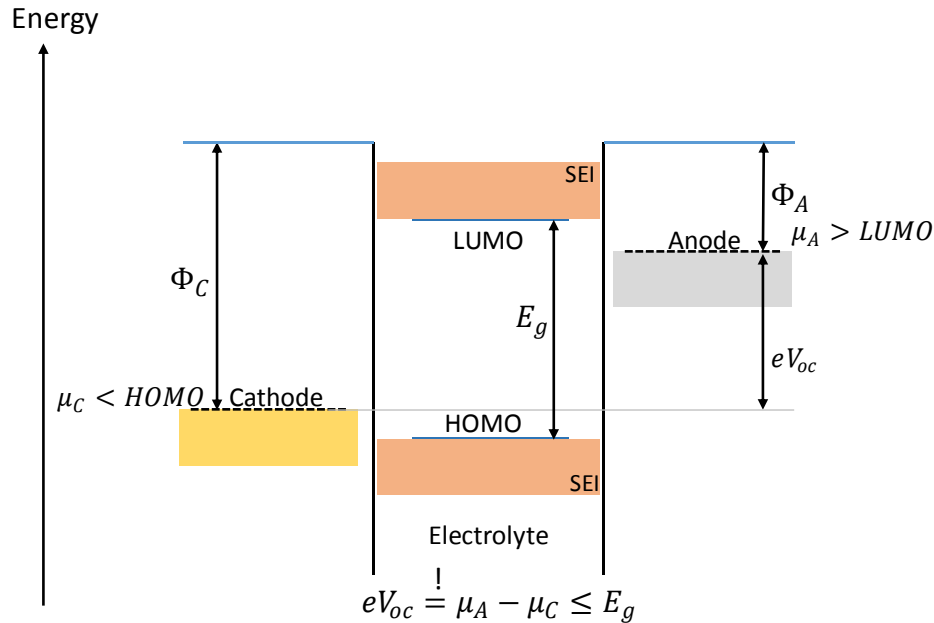 Energy
SEI
Φ_A
LUMO
Anode
μ_A > LUMO
Φ_C
E_g
eV_oc
μ_C < HOMO
Cathode
HOMO
SEI
Electrolyte
!
eV_oc = μ_A − μ_C ≤ E_g